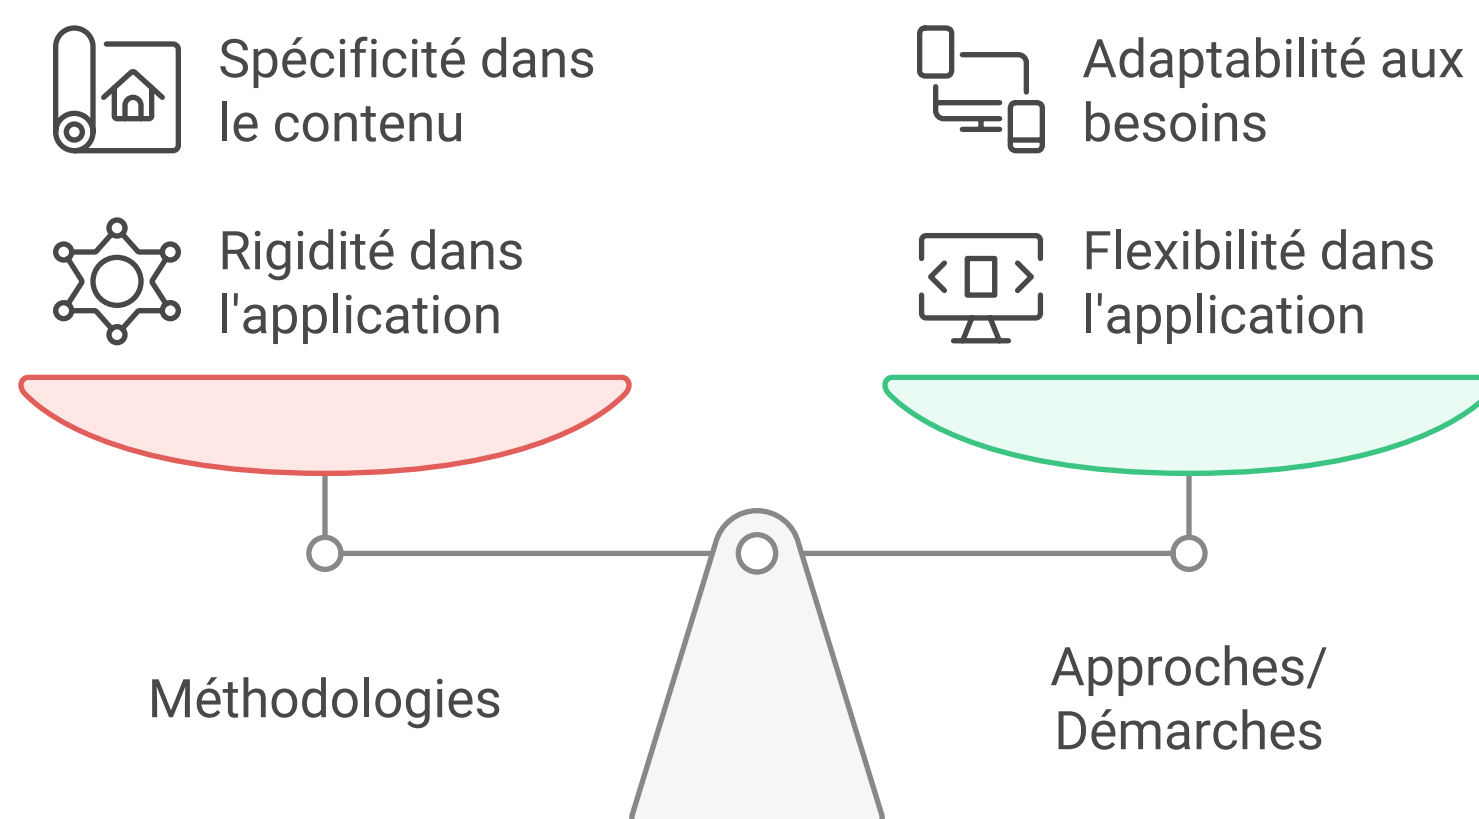 Spécificité dans
le contenu
Rigidité dans
l'application
Méthodologies
Adaptabilité aux
besoins
Flexibilité dans
l'application
Approches/
Démarches